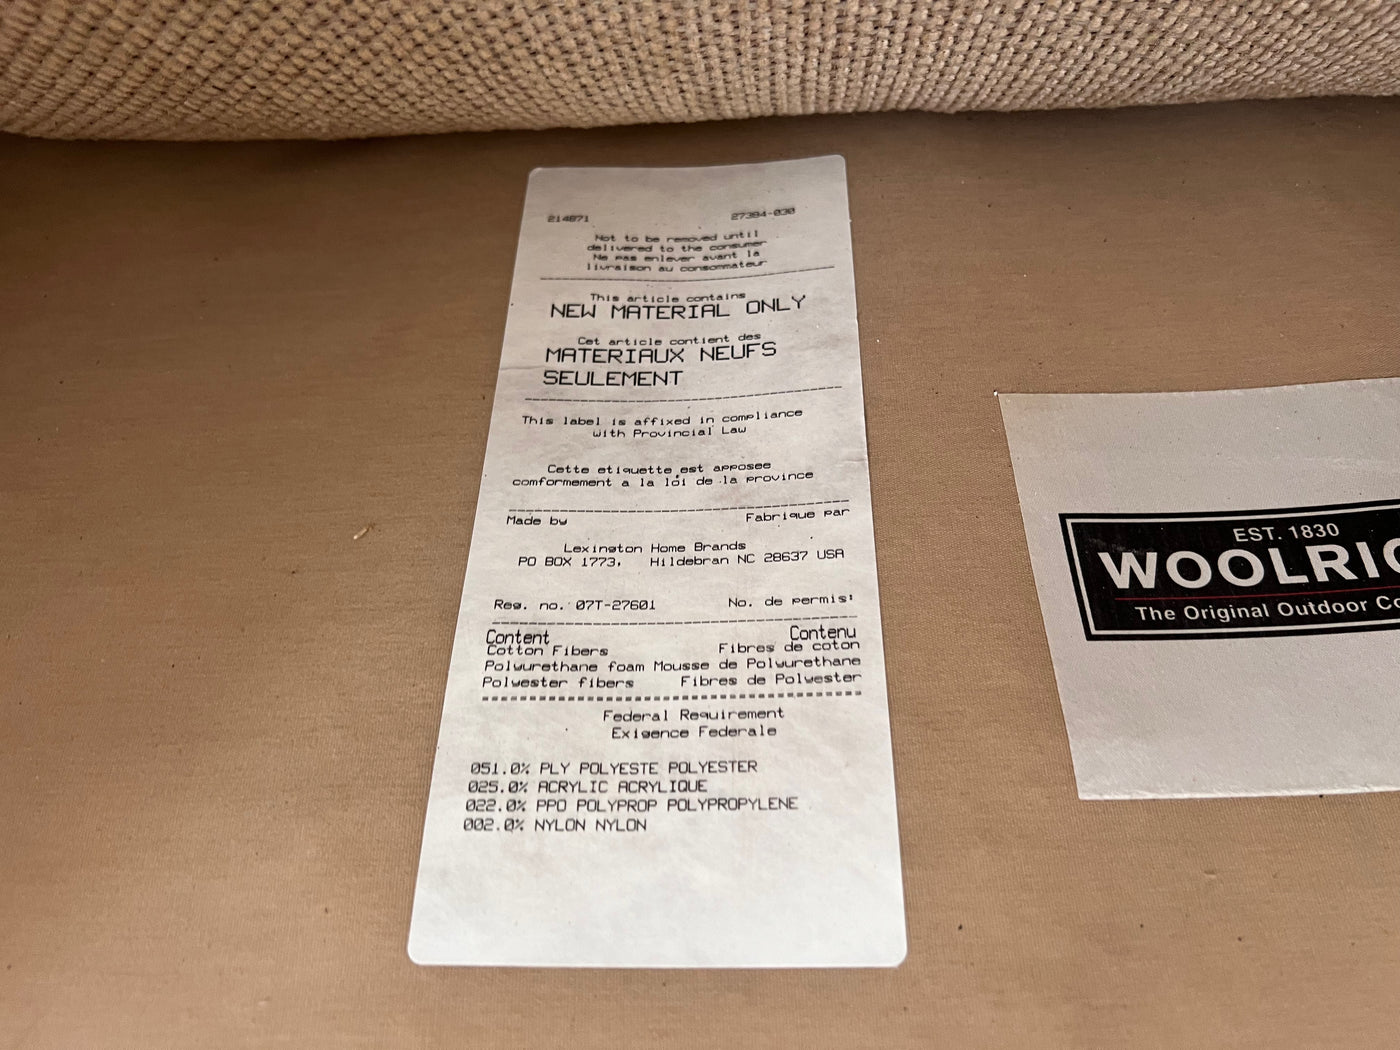 214871 27384-030
Not to be removed until
delivered to the consumer
Ne pas enlever avant la
livraison au consommateur
This article contains
NEW MATERIAL ONLY
Cet article contient des
MATERIAUX NEUFS
SEULEMENT
This label is affixed in compliance
with Provincial Law
Cette etiquette est apposee
comformement a la loi de la province
Made by Fabrique par
Lexington Home Brands
PO BOX 1773, Hildebran NC 28637 USA
Reg. no. 07T-27601 No. de permis:
Content Contenu
Cotton Fibers Fibres de coton
Polyurethane foam Mousse de Polyurethane
Polyester fibers Fibres de Polyester
Federal Requirement
Exigence Federale
051.0% PLY POLYESTE POLYESTER
025.0% ACRYLIC ACRYLIQUE
022.0% PPO POLYPROP POLYPROPYLENE
002.0% NYLON NYLON
EST. 1830
WOOLRIC
The Original Outdoor Co